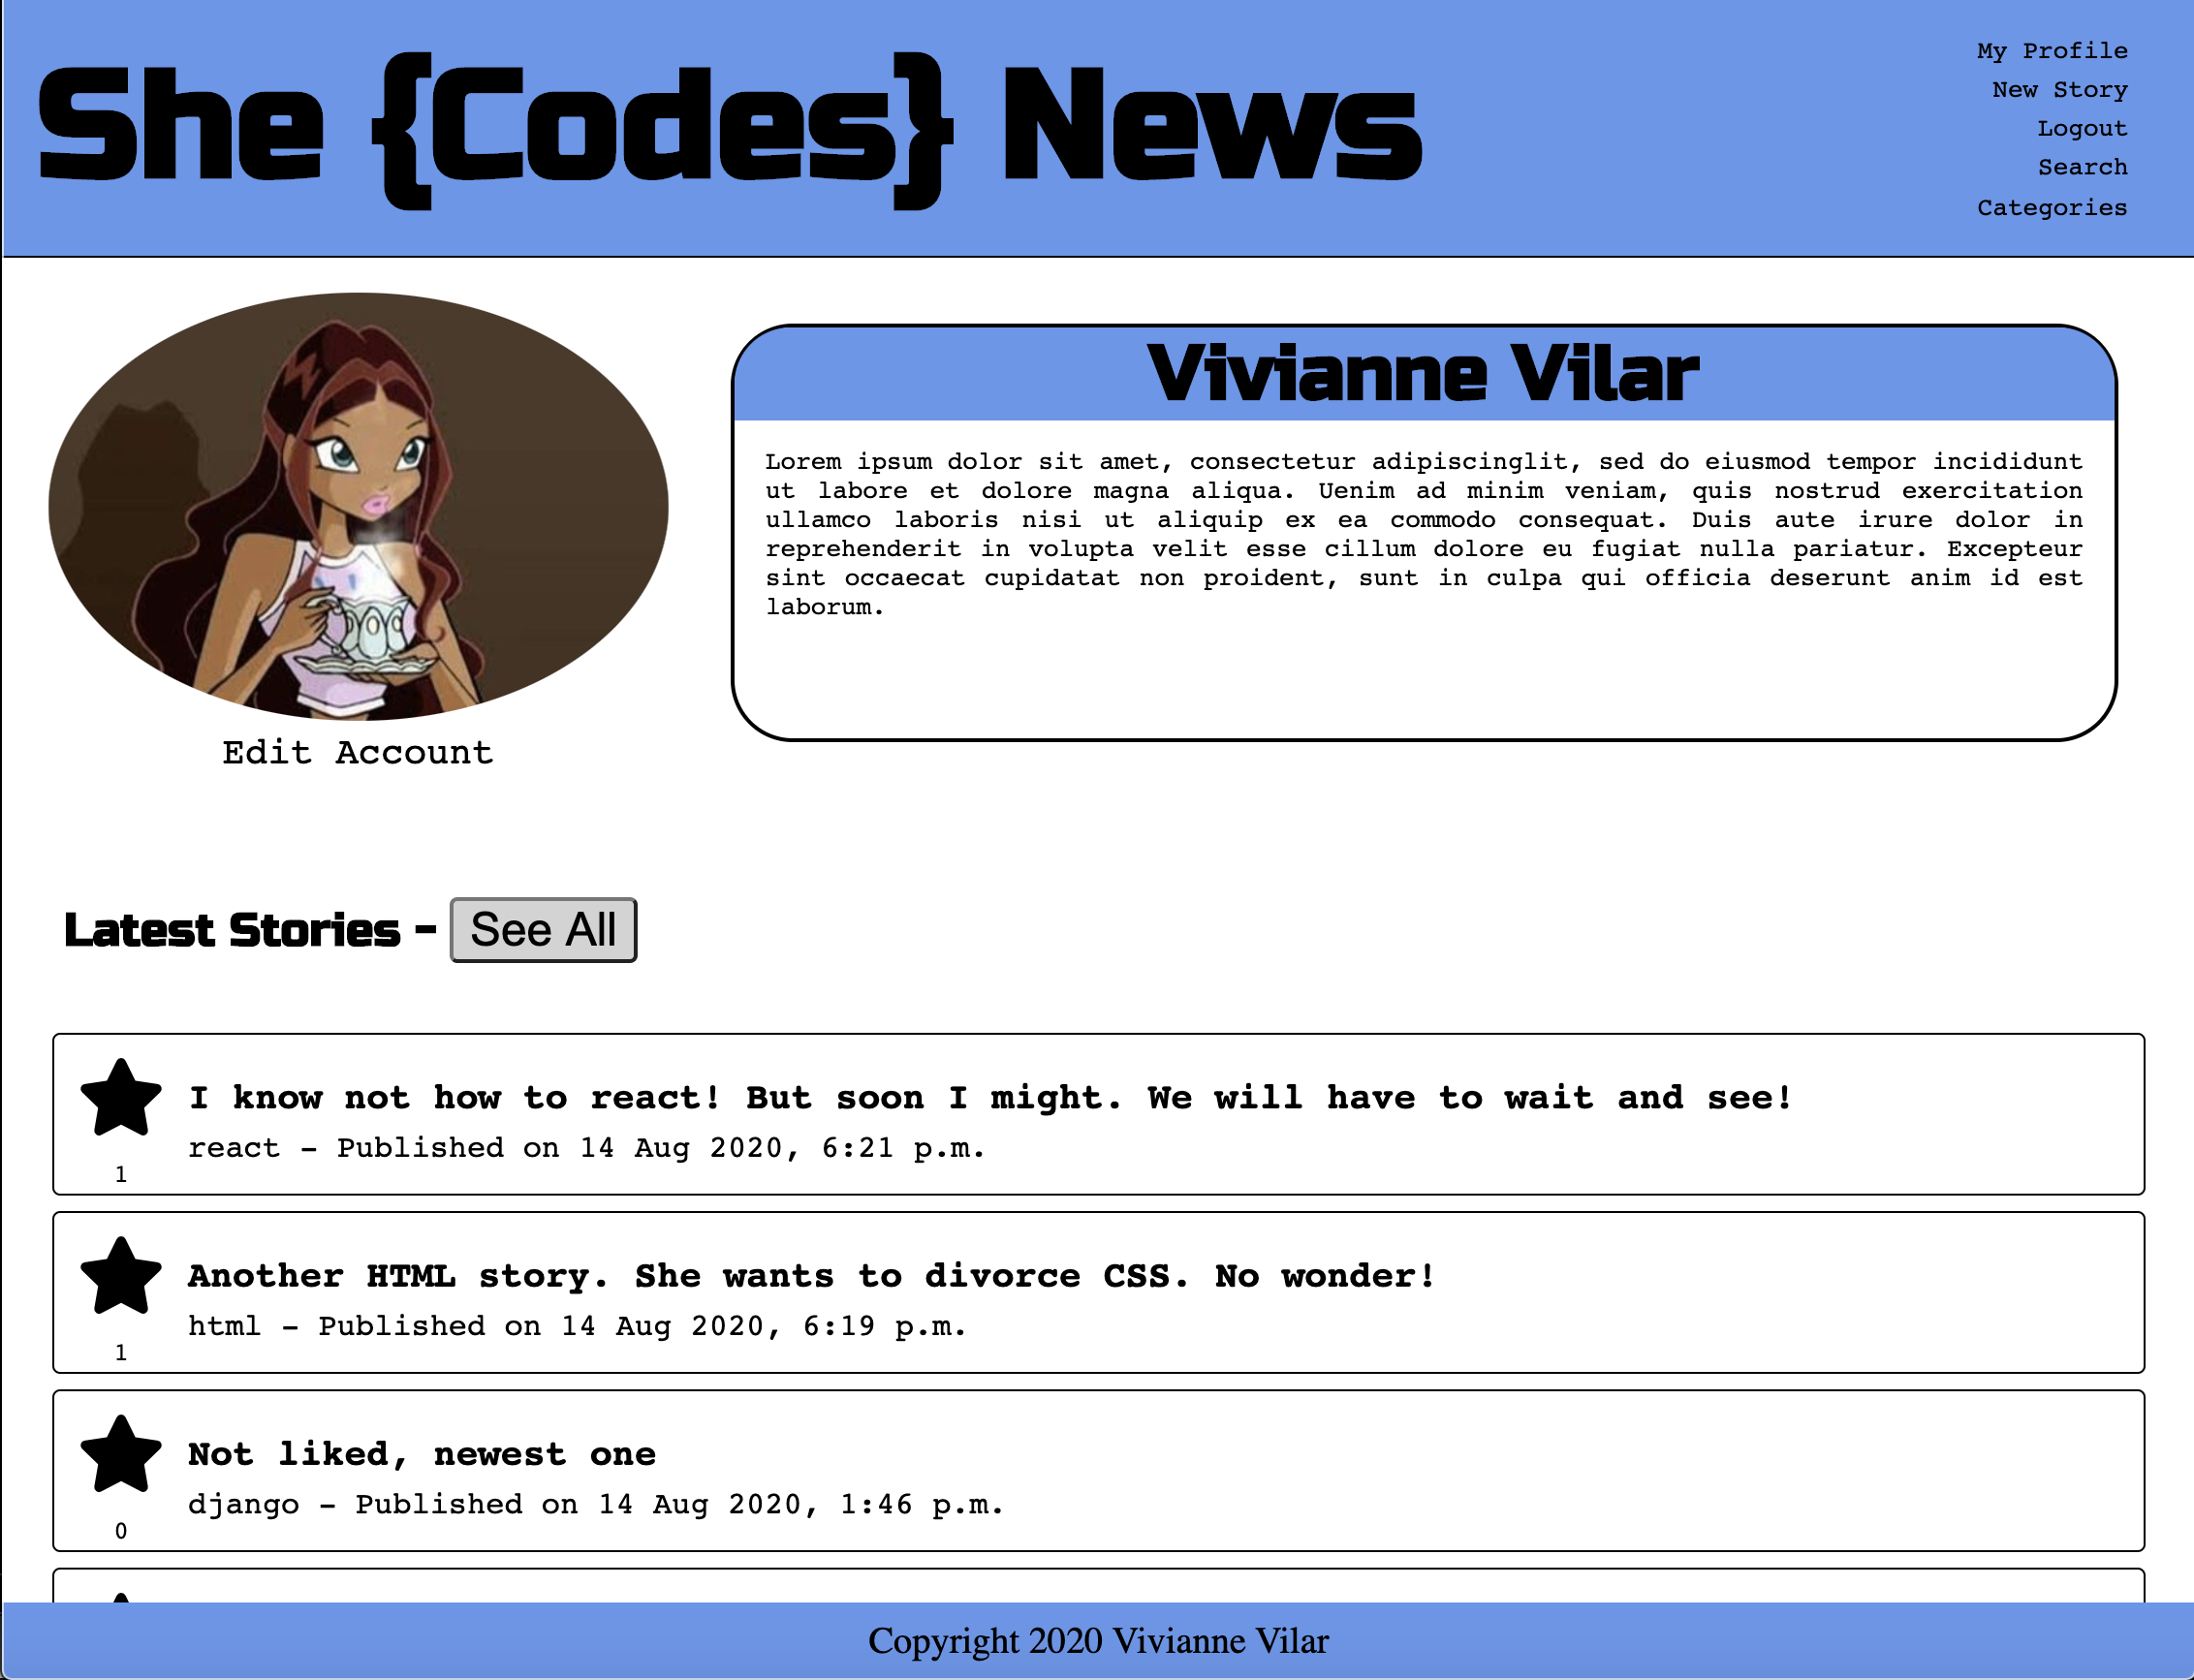 She {Codes} News
My Profile
New Story
Logout
Search
Categories
Vivianne Vilar
Lorem ipsum dolor sit amet, consectetur adipiscinglit, sed do eiusmod tempor incididunt
ut labore et dolore magna aliqua. Uenim ad minim veniam, quis nostrud exercitation
ullamco laboris nisi ut aliquip ex ea commodo consequat. Duis aute irure dolor in
reprehenderit in volupta velit esse cillum dolore eu fugiat nulla pariatur. Excepteur
sint occaecat cupidatat non proident, sunt in culpa qui officia deserunt anim id est
laborum.
Edit Account
Latest Stories - See All
I know not how to react! But soon I might. We will have to wait and see!
react - Published on 14 Aug 2020, 6:21 p.m.
1
Another HTML story. She wants to divorce CSS. No wonder!
html - Published on 14 Aug 2020, 6:19 p.m.
1
Not liked, newest one
django - Published on 14 Aug 2020, 1:46 p.m.
0
Copyright 2020 Vivianne Vilar